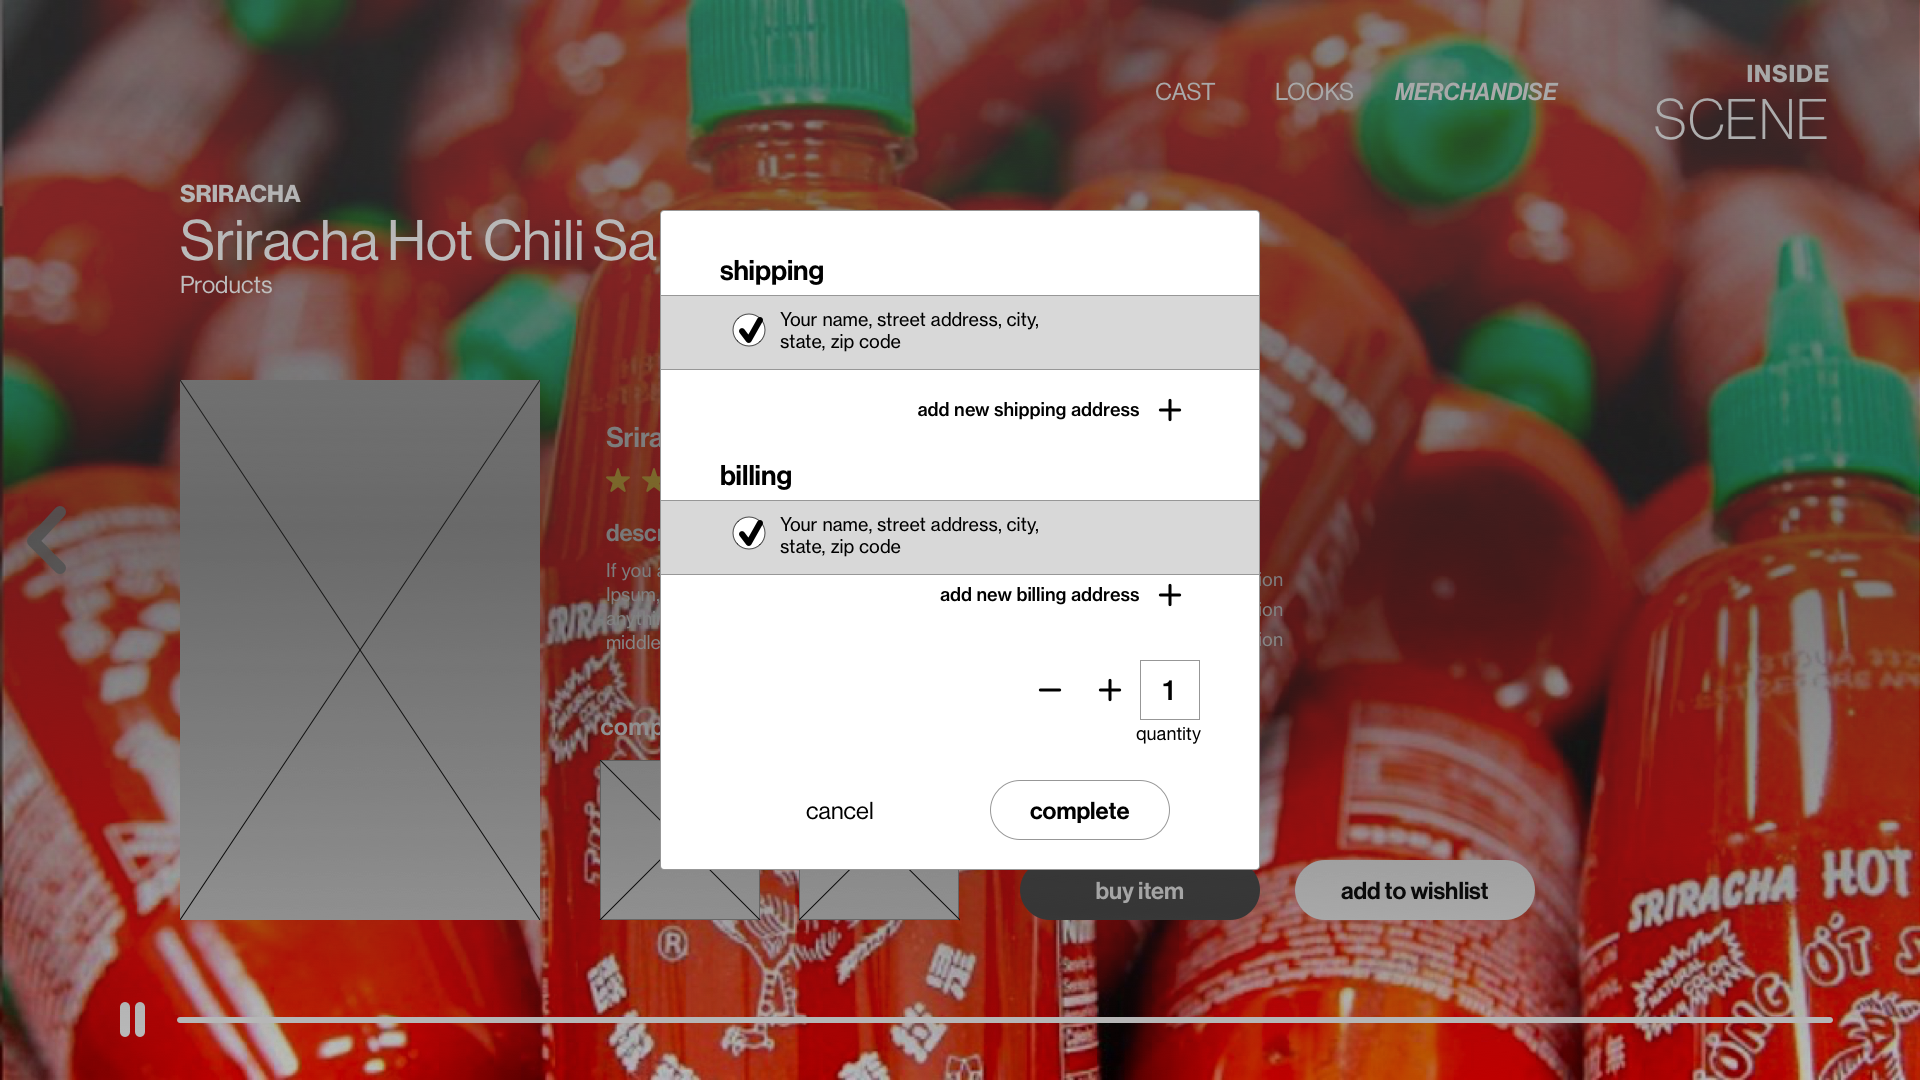 CAST LOOKS MERCHANDISE
INSIDE
SCENE
SRIRACHA
Sriracha Hot Chili Sa
Products
shipping
Your name, street address, city,
state, zip code
add new shipping address
billing
Your name, street address, city,
state, zip code
add new billing address
1
quantity
cancel complete
Srira
descr
If you
Ipsum,
middle
ion
ion
ion
comp
buy item add to wishlist
SRIRACHA
®
SRIRACHA HOT